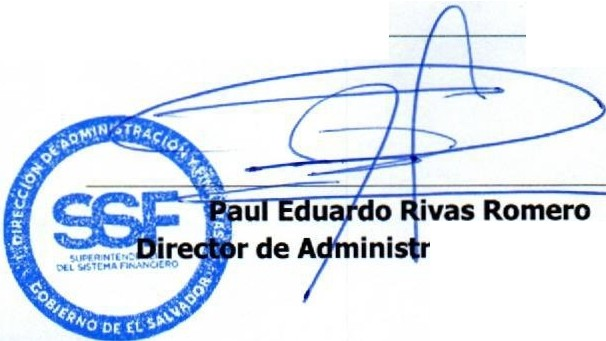 DIRECCIÓN DE ADMINISTRACIÓN Y FINANZAS
SSF
SUPERINTENDENCIA
DEL SISTEMA FINANCIERO
GOBIERNO DE EL SALVADOR
Paul Eduardo Rivas Romero
Director de Administr